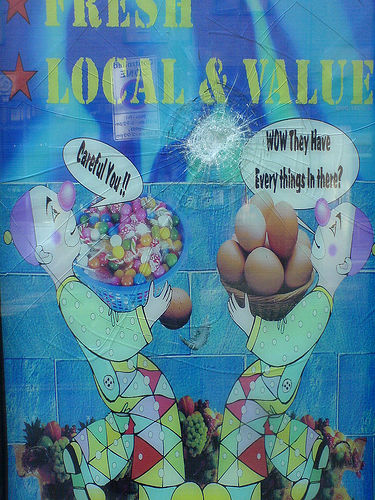 FRESH
LOCAL & VALUE
Careful You !!
WOW They Have
Every things In there?